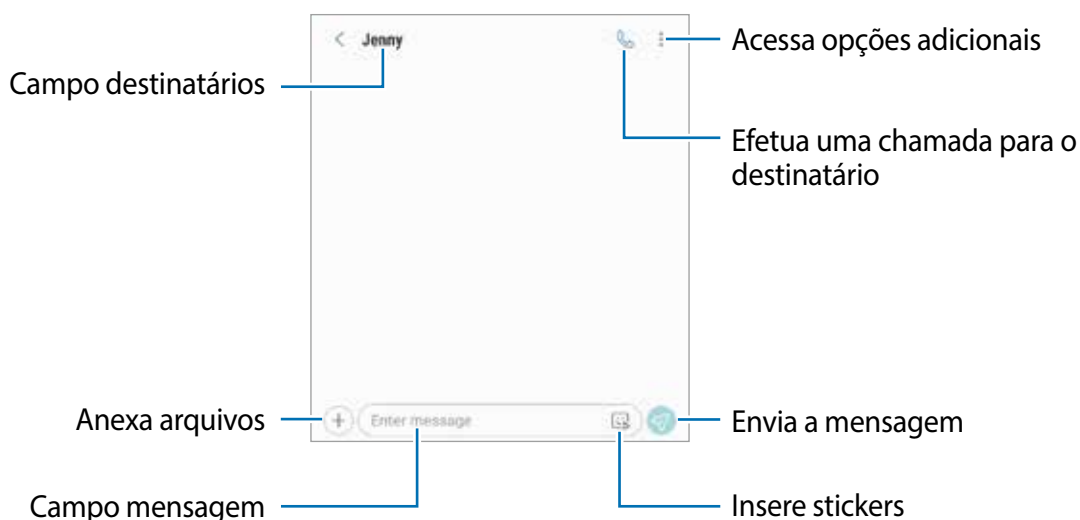 Jenny
Acessa opções adicionais
Campo destinatários
Efetua uma chamada para o
destinatário
Anexa arquivos
Enter message
Envia a mensagem
Campo mensagem
Insere stickers